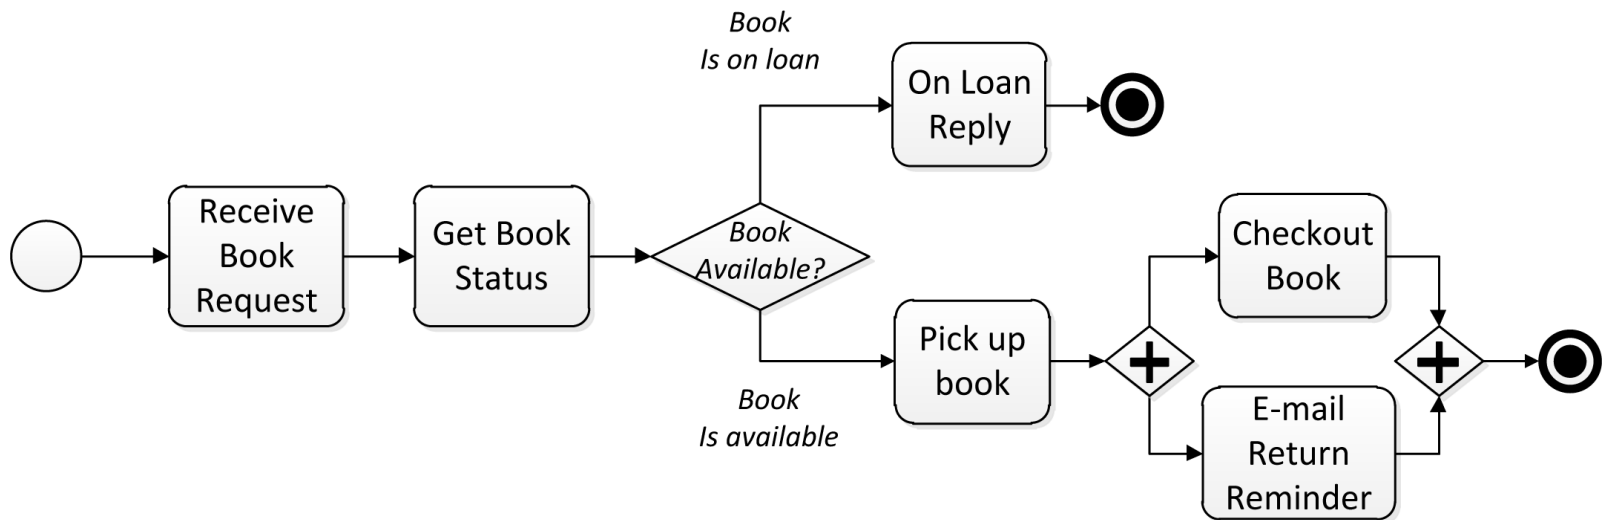 Book
Is on loan
On Loan
Reply
Receive
Book
Request
Get Book
Status
Book
Available?
Book
Is available
Pick up
book
Checkout
Book
E-mail
Return
Reminder